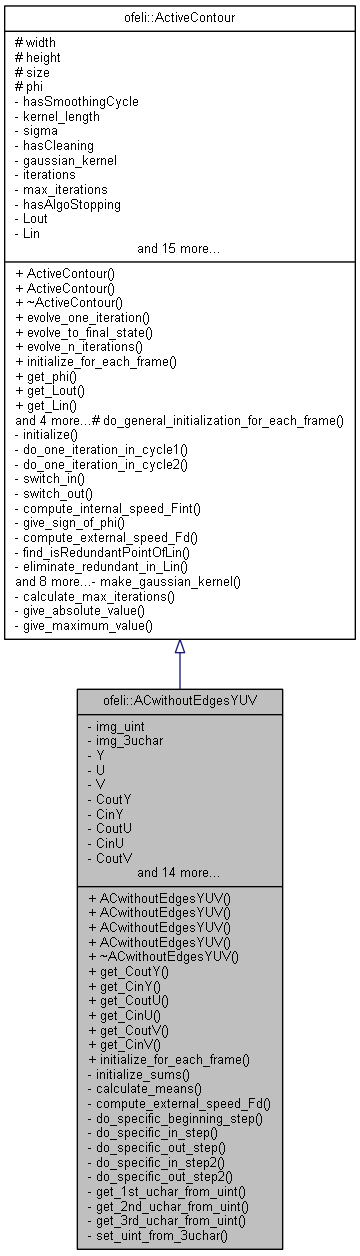 ofeli::ActiveContour
# width
# height
# size
# phi
- hasSmoothingCycle
- kernel_length
- sigma
- hasCleaning
- gaussian_kernel
- iterations
- max_iterations
- hasAlgoStopping
- Lout
- Lin
and 15 more...
+ ActiveContour()
+ ActiveContour()
+ ~ActiveContour()
+ evolve_one_iteration()
+ evolve_to_final_state()
+ evolve_n_iterations()
+ initialize_for_each_frame()
+ get_phi()
+ get_Lout()
+ get_Lin()
and 4 more...# do_general_initialization_for_each_frame()
- initialize()
- do_one_iteration_in_cycle1()
- do_one_iteration_in_cycle2()
- switch_in()
- switch_out()
- compute_internal_speed_Fint()
- give_sign_of_phi()
- compute_external_speed_Fd()
- find_isRedundantPointOfLin()
- eliminate_redundant_in_Lin()
and 8 more...- make_gaussian_kernel()
- calculate_max_iterations()
- give_absolute_value()
- give_maximum_value()
ofeli::ACwithoutEdgesYUV
- img_uint
- img_3uchar
- Y
- U
- V
- CoutY
- CinY
- CoutU
- CinU
- CoutV
and 14 more...
+ ACwithoutEdgesYUV()
+ ACwithoutEdgesYUV()
+ ACwithoutEdgesYUV()
+ ACwithoutEdgesYUV()
+ ~ACwithoutEdgesYUV()
+ get_CoutY()
+ get_CinY()
+ get_CoutU()
+ get_CinU()
+ get_CoutV()
+ get_CinV()
+ initialize_for_each_frame()
- initialize_sums()
- calculate_means()
- compute_external_speed_Fd()
- do_specific_beginning_step()
- do_specific_in_step()
- do_specific_out_step()
- do_specific_in_step2()
- do_specific_out_step2()
- get_1st_uchar_from_uint()
- get_2nd_uchar_from_uint()
- get_3rd_uchar_from_uint()
- set_uint_from_3uchar()